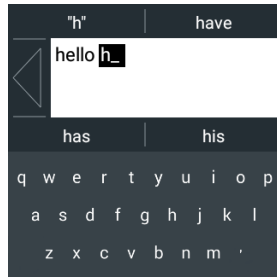 "h" have
hello h_
has his
q w e r t y u i o p
a s d f g h j k l
z x c v b n m '